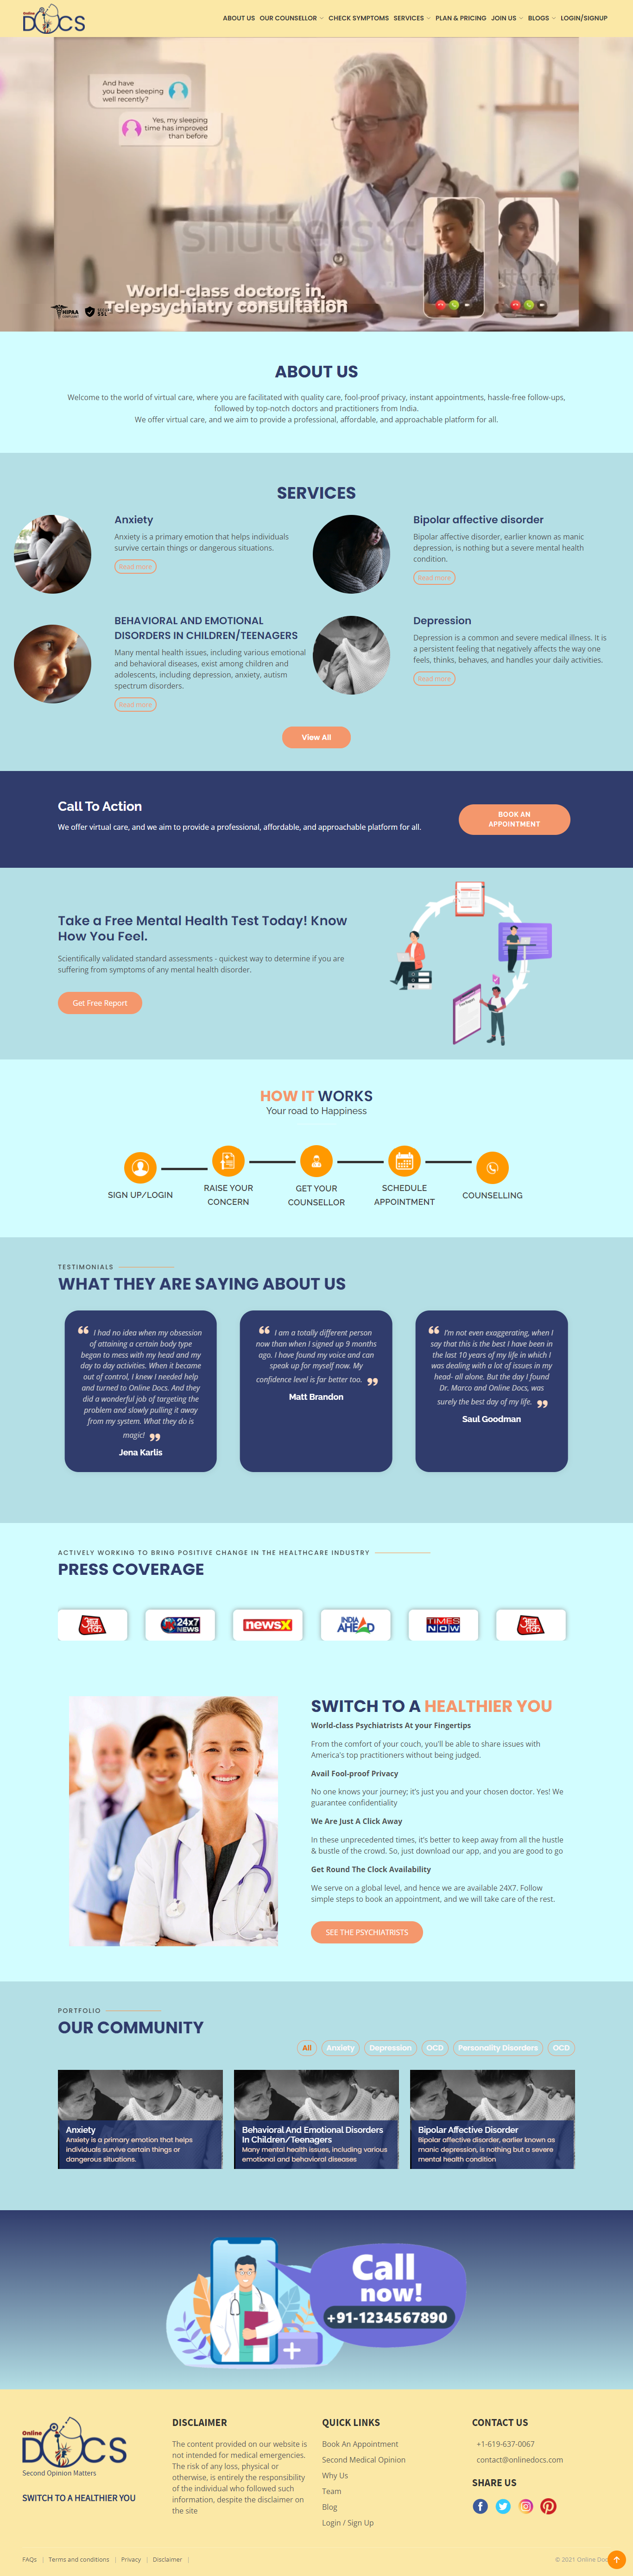 Online
DOCS
ABOUT US OUR COUNSELLOR CHECK SYMPTOMS SERVICES PLAN & PRICING JOIN US BLOGS LOGIN/SIGNUP
And have
you been sleeping
well recently?
Yes, my sleeping
time has improved
than before
World-class doctors in
Telepsychiatry consultation
HIPAA
SSL
ABOUT US
Welcome to the world of virtual care, where you are facilitated with quality care, fool-proof privacy, instant appointments, hassle-free follow-ups,
followed by top-notch doctors and practitioners from India.
We offer virtual care, and we aim to provide a professional, affordable, and approachable platform for all.
SERVICES
Anxiety
Anxiety is a primary emotion that helps individuals
survive certain things or dangerous situations.
Read more
Bipolar affective disorder
Bipolar affective disorder, earlier known as manic
depression, is nothing but a severe mental health
condition.
Read more
BEHAVIORAL AND EMOTIONAL
DISORDERS IN CHILDREN/TEENAGERS
Many mental health issues, including various emotional
and behavioral diseases, exist among children and
adolescents, including depression, anxiety, autism
spectrum disorders.
Read more
Depression
Depression is a common and severe medical illness. It is
a persistent feeling that negatively affects the way one
feels, thinks, behaves, and handles your daily activities.
Read more
View All
Call To Action
We offer virtual care, and we aim to provide a professional, affordable, and approachable platform for all.
BOOK AN
APPOINTMENT
Take a Free Mental Health Test Today! Know
How You Feel.
Scientifically validated standard assessments - quickest way to determine if you are
suffering from symptoms of any mental health disorder.
Get Free Report
HOW IT WORKS
Your road to Happiness
SIGN UP/LOGIN
RAISE YOUR
CONCERN
GET YOUR
COUNSELLOR
SCHEDULE
APPOINTMENT
COUNSELLING
TESTIMONIALS
WHAT THEY ARE SAYING ABOUT US
“ I had no idea when my obsession
of attaining a certain body type
began to mess with my head and my
day to day activities. When it became
out of control, I knew I needed help
and turned to Online Docs. And they
did a wonderful job of targeting the
problem and slowly pulling it away
from my system. What they do is
magic! ”
Jena Karlis
“ I am a totally different person
now than when I signed up 9 months
ago. I have found my voice and can
speak up for myself now. My
confidence level is far better too. ”
Matt Brandon
“ I'm not even exaggerating, when I
say that this is the best I have been in
the last 10 years of my life in which I
was dealing with a lot of issues in my
head- all alone. But the day I found
Dr. Marco and Online Docs, was
surely the best day of my life. ”
Saul Goodman
ACTIVELY WORKING TO BRING POSITIVE CHANGE IN THE HEALTHCARE INDUSTRY
PRESS COVERAGE
आज तक
24x7 NEWS
newsX
INDIA AHEAD
TIMES NOW
आज तक
SWITCH TO A HEALTHIER YOU
World-class Psychiatrists At your Fingertips
From the comfort of your couch, you'll be able to share issues with
America's top practitioners without being judged.
Avail Fool-proof Privacy
No one knows your journey; it's just you and your chosen doctor. Yes! We
guarantee confidentiality
We Are Just A Click Away
In these unprecedented times, it's better to keep away from all the hustle
& bustle of the crowd. So, just download our app, and you are good to go
Get Round The Clock Availability
We serve on a global level, and hence we are available 24X7. Follow
simple steps to book an appointment, and we will take care of the rest.
SEE THE PSYCHIATRISTS
PORTFOLIO
OUR COMMUNITY
All Anxiety Depression OCD Personality Disorders OCD
Anxiety
Anxiety is a primary emotion that helps
individuals survive certain things or
dangerous situations.
Behavioral And Emotional Disorders
In Children/Teenagers
Many mental health issues, including various
emotional and behavioral diseases
Bipolar Affective Disorder
Bipolar affective disorder, earlier known as
manic depression, is nothing but a severe
mental health condition
Call
now!
+91-1234567890
Online
DOCS
Second Opinion Matters
SWITCH TO A HEALTHIER YOU
DISCLAIMER
The content provided on our website is
not intended for medical emergencies.
The risk of any loss, physical or
otherwise, is entirely the responsibility
of the individual who followed such
information, despite the disclaimer on
the site
QUICK LINKS
Book An Appointment
Second Medical Opinion
Why Us
Team
Blog
Login / Sign Up
CONTACT US
+1-619-637-0067
contact@onlinedocs.com
SHARE US
FAQs | Terms and conditions | Privacy | Disclaimer |
© 2021 Online Doc